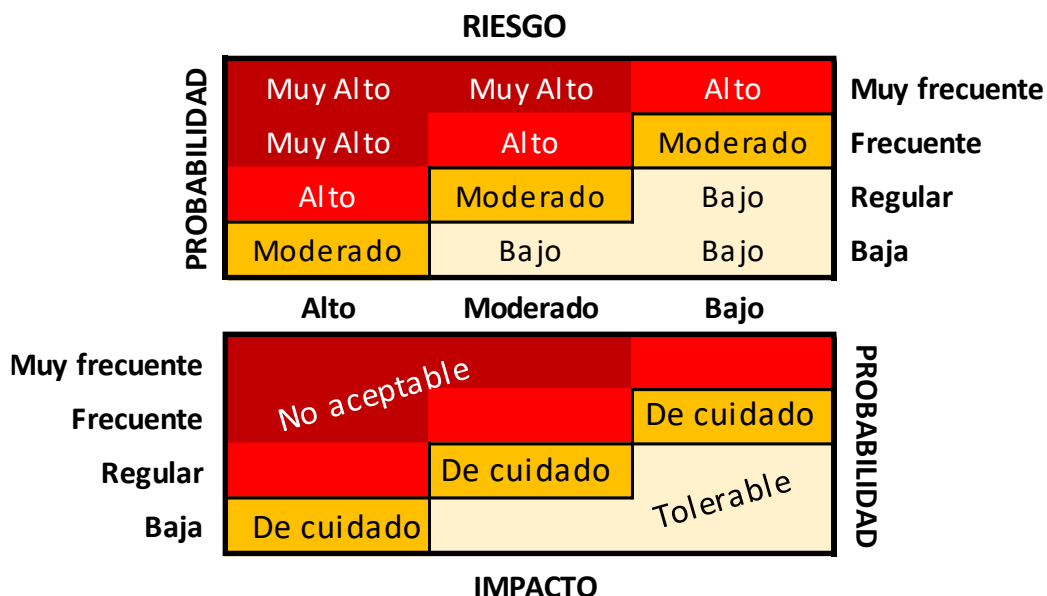 RIESGO
PROBABILIDAD
Muy Alto Muy Alto Alto Muy frecuente
Muy Alto Alto Moderado Frecuente
Alto Moderado Bajo Regular
Moderado Bajo Bajo Baja
Alto Moderado Bajo
Muy frecuente
No aceptable
Frecuente De cuidado
Regular De cuidado
Tolerable
Baja De cuidado
PROBABILIDAD
IMPACTO